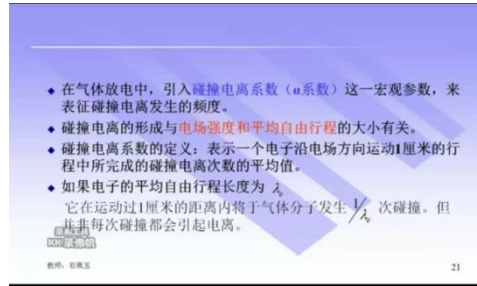 在气体放电中，引入碰撞电离系数（α系数）这一宏观参数，来
表征碰撞电离发生的频度。
碰撞电离的形成与电场强度和平均自由行程的大小有关。
碰撞电离系数的定义：表示一个电子沿电场方向运动1厘米的行
程中所完成的碰撞电离次数的平均值。
如果电子的平均自由行程长度为 λ
它在运动过1厘米的距离内将于气体分子发生 1/λ 次碰撞。但
并非每次碰撞都会引起电离。
教师：石佩玉
21